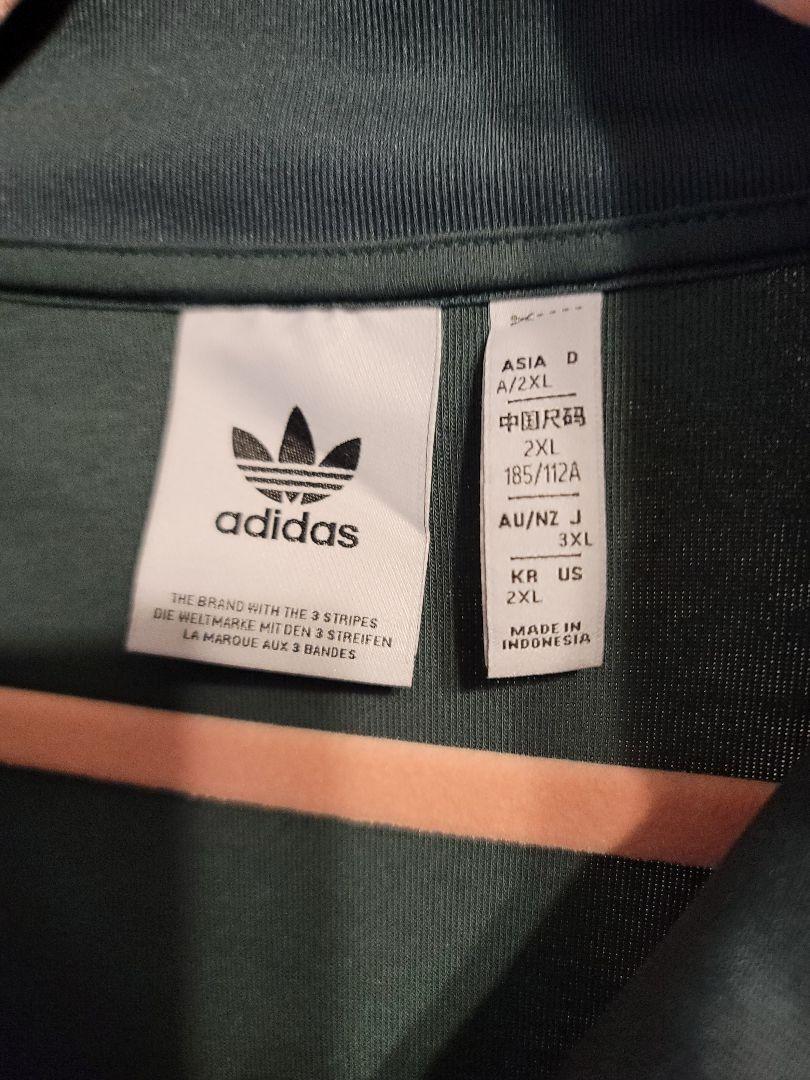 adidas
THE BRAND WITH THE 3 STRIPES
DIE WELTMARKE MIT DEN 3 STREIFEN
LA MARQUE AUX 3 BANDES
ASIA D
A/2XL
中国尺码
2XL
185/112A
AU/NZ J
3XL
KR US
2XL
MADE IN
INDONESIA